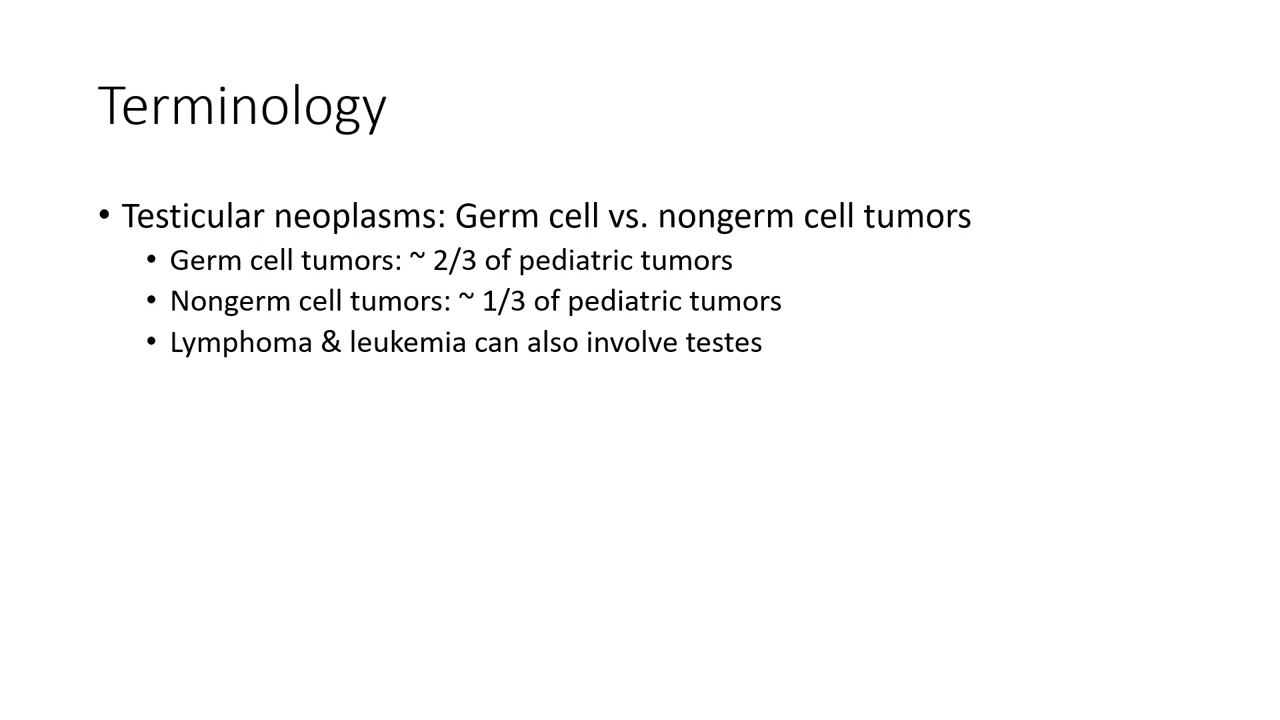 Terminology
• Testicular neoplasms: Germ cell vs. nongerm cell tumors
• Germ cell tumors: ~ 2/3 of pediatric tumors
• Nongerm cell tumors: ~ 1/3 of pediatric tumors
• Lymphoma & leukemia can also involve testes